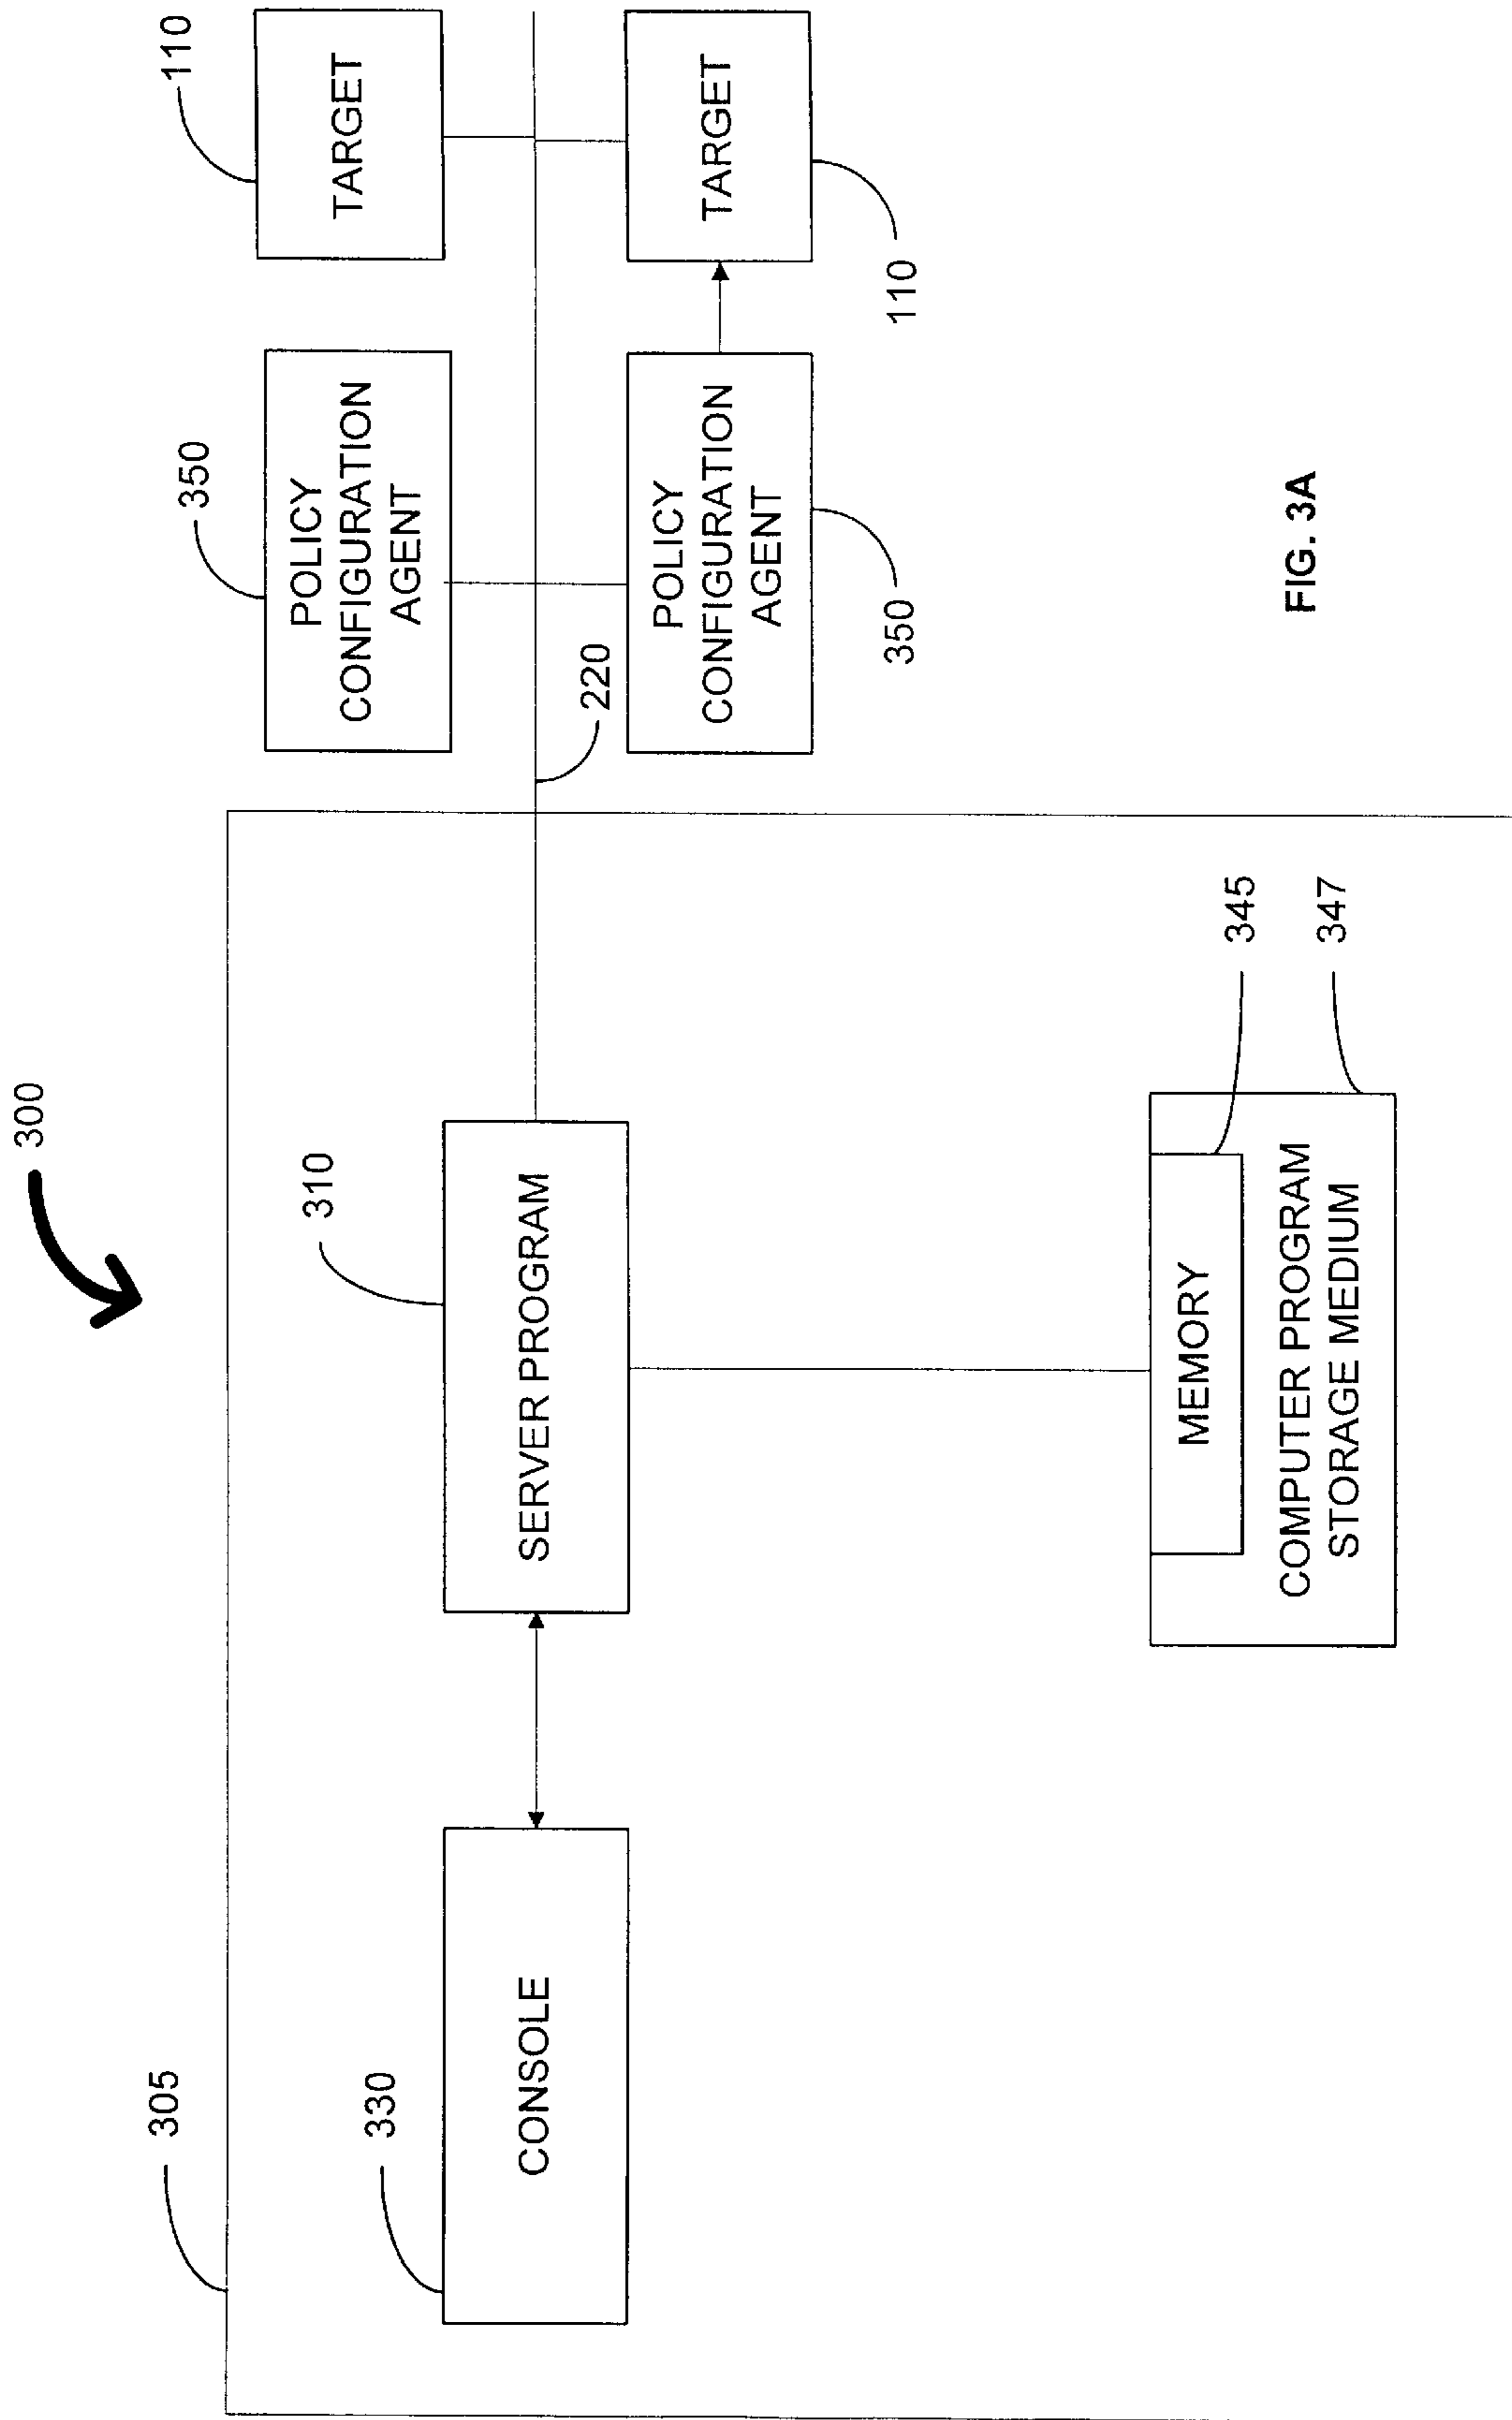 300
305
330
CONSOLE
310
SERVER PROGRAM
MEMORY
COMPUTER PROGRAM
STORAGE MEDIUM
345
347
220
350
POLICY
CONFIGURATION
AGENT
110
TARGET
POLICY
CONFIGURATION
AGENT
350
TARGET
110
FIG. 3A